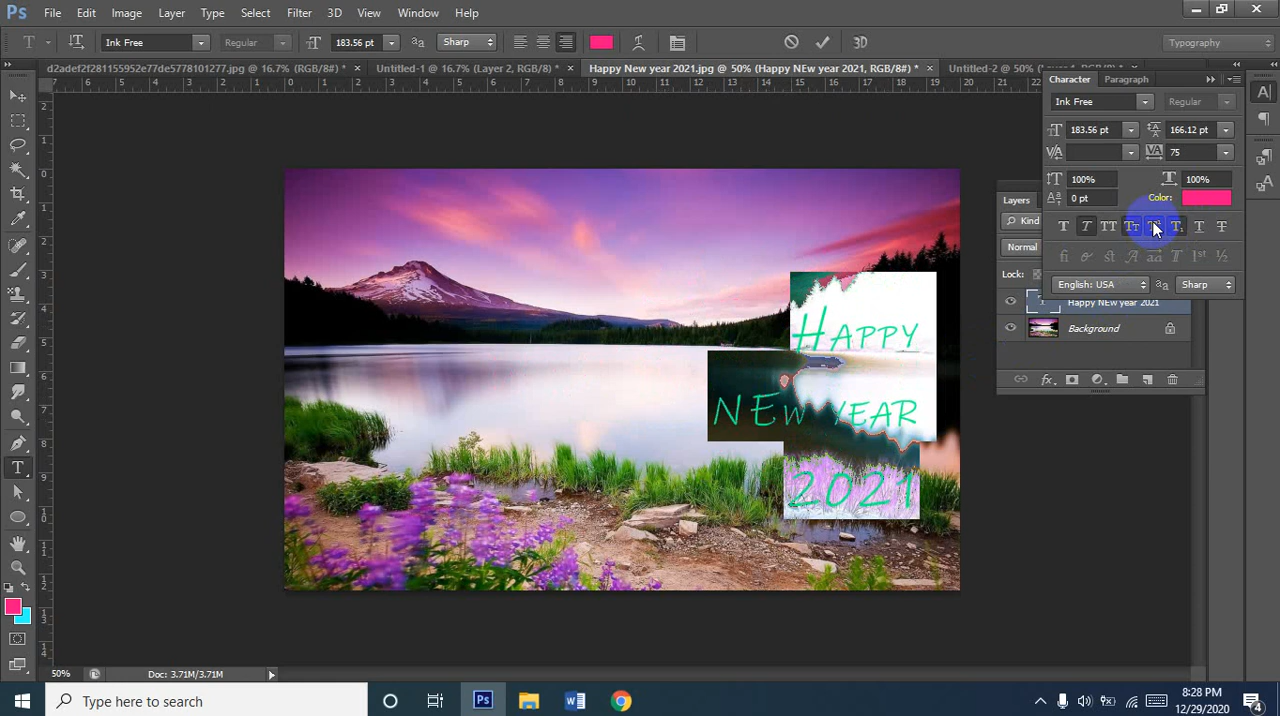 Ps File Edit Image Layer Type Select Filter 3D View Window Help
Ink Free Regular 183.56 pt aa Sharp 3D Typography
d2adef2f281155952e77de5778101277.jpg @ 16.7% (RGB/8#) * × Untitled-1 @ 16.7% (Layer 2, RGB/8) * × Happy New year 2021.jpg @ 50% (Happy NEw year 2021, RGB/8#) * ×
Character Paragraph
Ink Free Regular
183.56 pt 166.12 pt
75
100% 100%
0 pt Color:
English: USA aa Sharp
Layers
Kind
Normal
Lock:
Happy NEw year 2021
Background
HAPPY
NEW YEAR
2021
50% Doc: 3.71M/3.71M
Type here to search
8:28 PM
12/29/2020
4